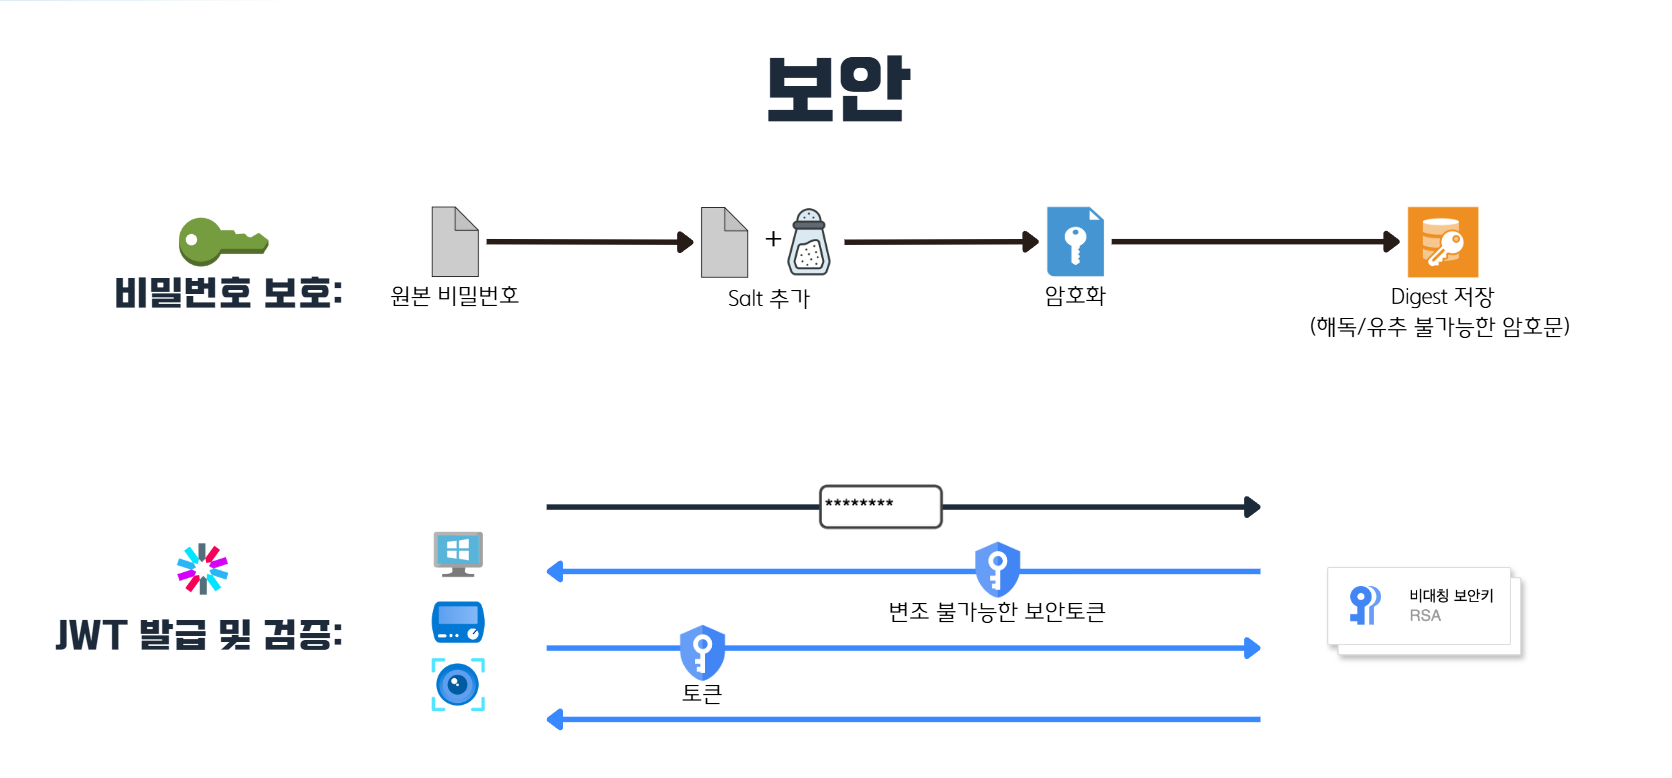 보안
비밀번호 보호:
원본 비밀번호
+
Salt 추가
암호화
Digest 저장
(해독/유추 불가능한 암호문)
********
변조 불가능한 보안토큰
JWT 발급 및 검증:
토큰
비대칭 보안키
RSA